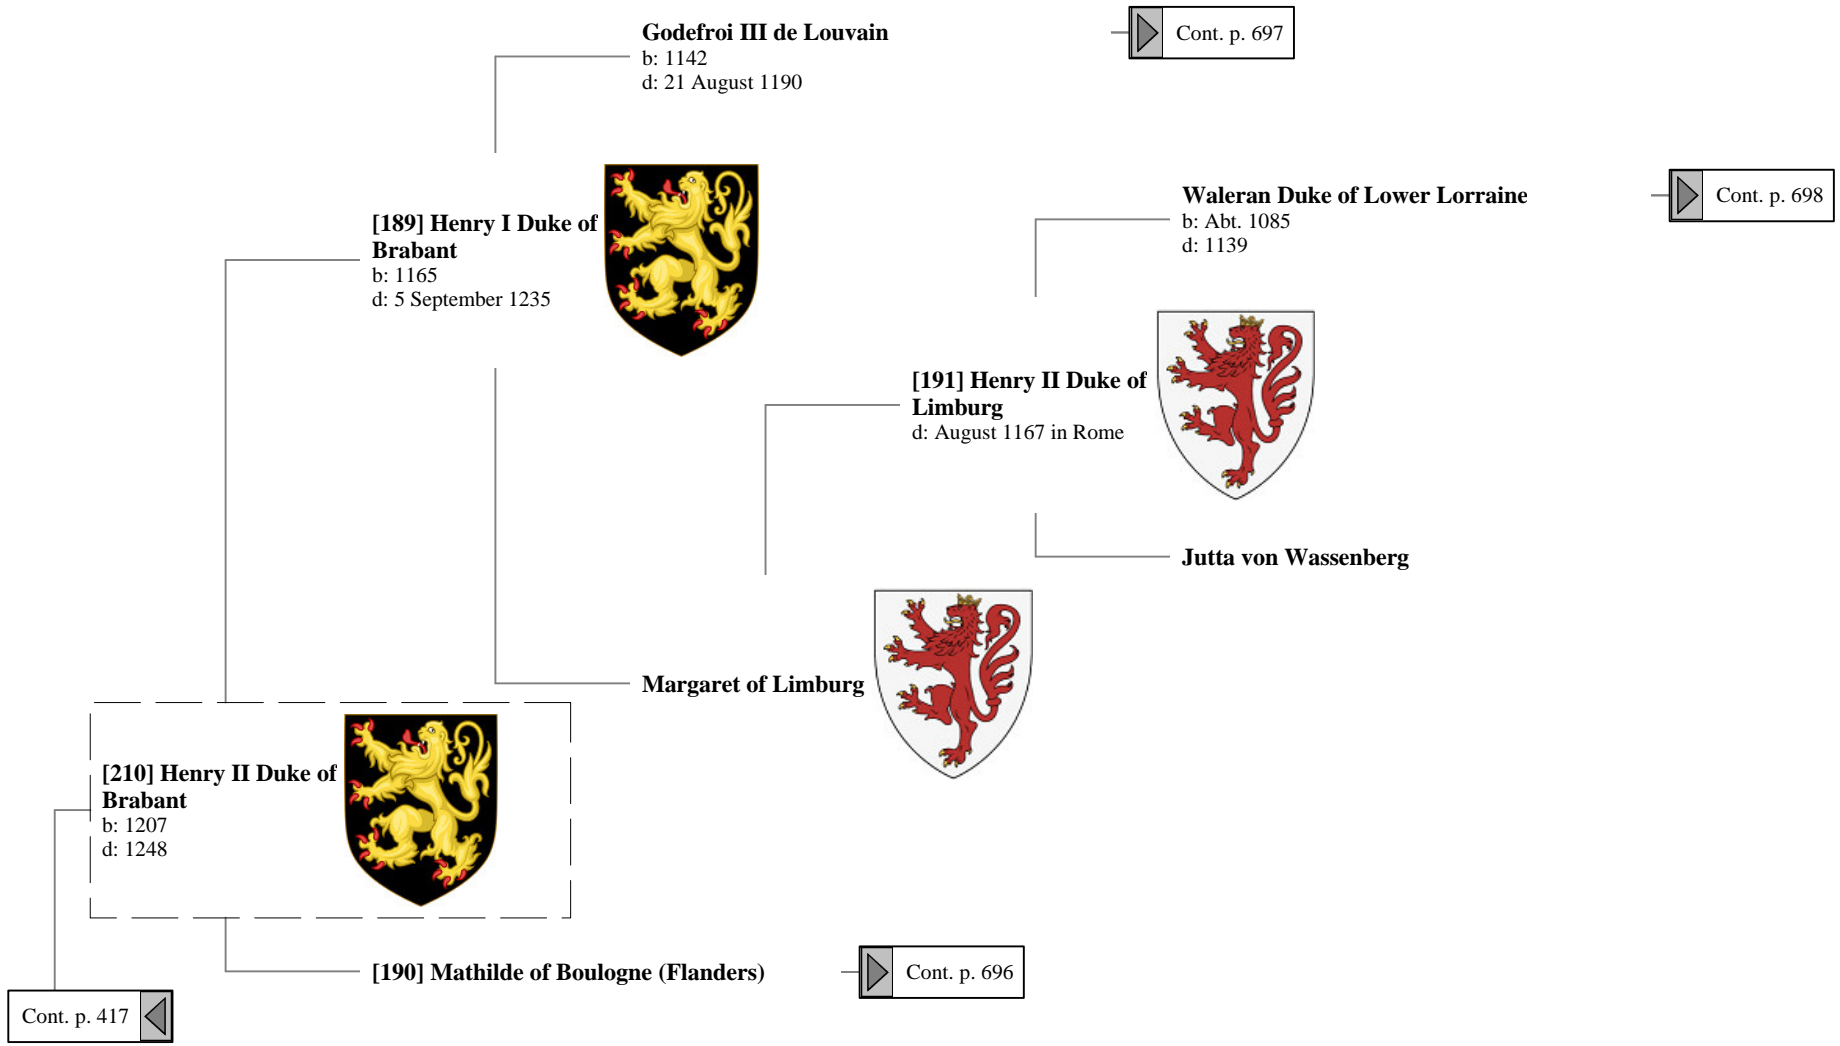 Godefroi III de Louvain
b: 1142
d: 21 August 1190
Cont. p. 697
Waleran Duke of Lower Lorraine
b: Abt. 1085
d: 1139
Cont. p. 698
[189] Henry I Duke of
Brabant
b: 1165
d: 5 September 1235
[191] Henry II Duke of
Limburg
d: August 1167 in Rome
Jutta von Wassenberg
Margaret of Limburg
[210] Henry II Duke of
Brabant
b: 1207
d: 1248
[190] Mathilde of Boulogne (Flanders)
Cont. p. 696
Cont. p. 417